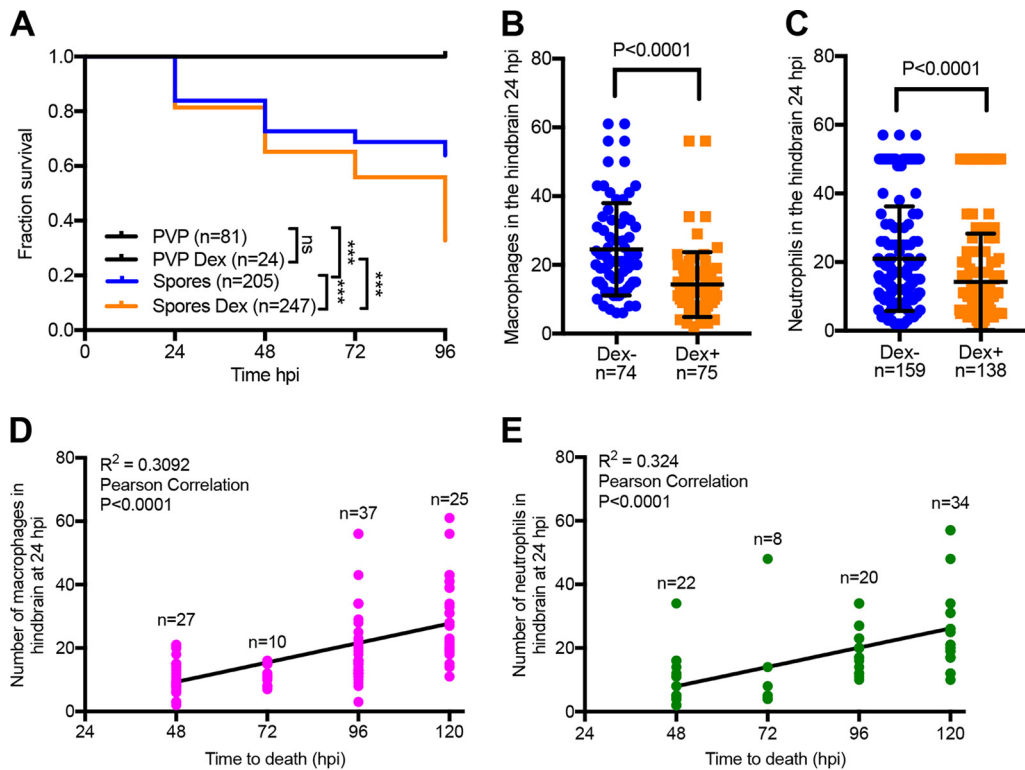 A
Fraction survival
1.0
0.8
0.6
0.4
0.2
0.0
PVP (n=81)
PVP Dex (n=24)
Spores (n=205)
Spores Dex (n=247)
ns
***
***
***
0
24
48
72
96
Time hpi
B
P<0.0001
Macrophages in the hindbrain 24 hpi
80
60
40
20
0
Dex-
n=74
Dex+
n=75
C
P<0.0001
Neutrophils in the hindbrain 24 hpi
80
60
40
20
0
Dex-
n=159
Dex+
n=138
D
R² = 0.3092
Pearson Correlation
P<0.0001
Number of macrophages in
hindbrain at 24 hpi
80
60
40
20
0
n=27
n=10
n=37
n=25
24
48
72
96
120
Time to death (hpi)
E
R² = 0.324
Pearson Correlation
P<0.0001
Number of neutrophils in
hindbrain at 24 hpi
80
60
40
20
0
n=22
n=8
n=20
n=34
24
48
72
96
120
Time to death (hpi)